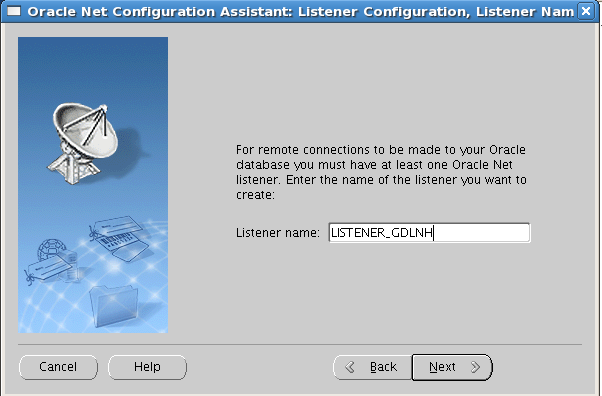 Oracle Net Configuration Assistant: Listener Configuration, Listener Nam
For remote connections to be made to your Oracle
database you must have at least one Oracle Net
listener. Enter the name of the listener you want to
create:
Listener name: LISTENER_GDLNH
Cancel Help Back Next